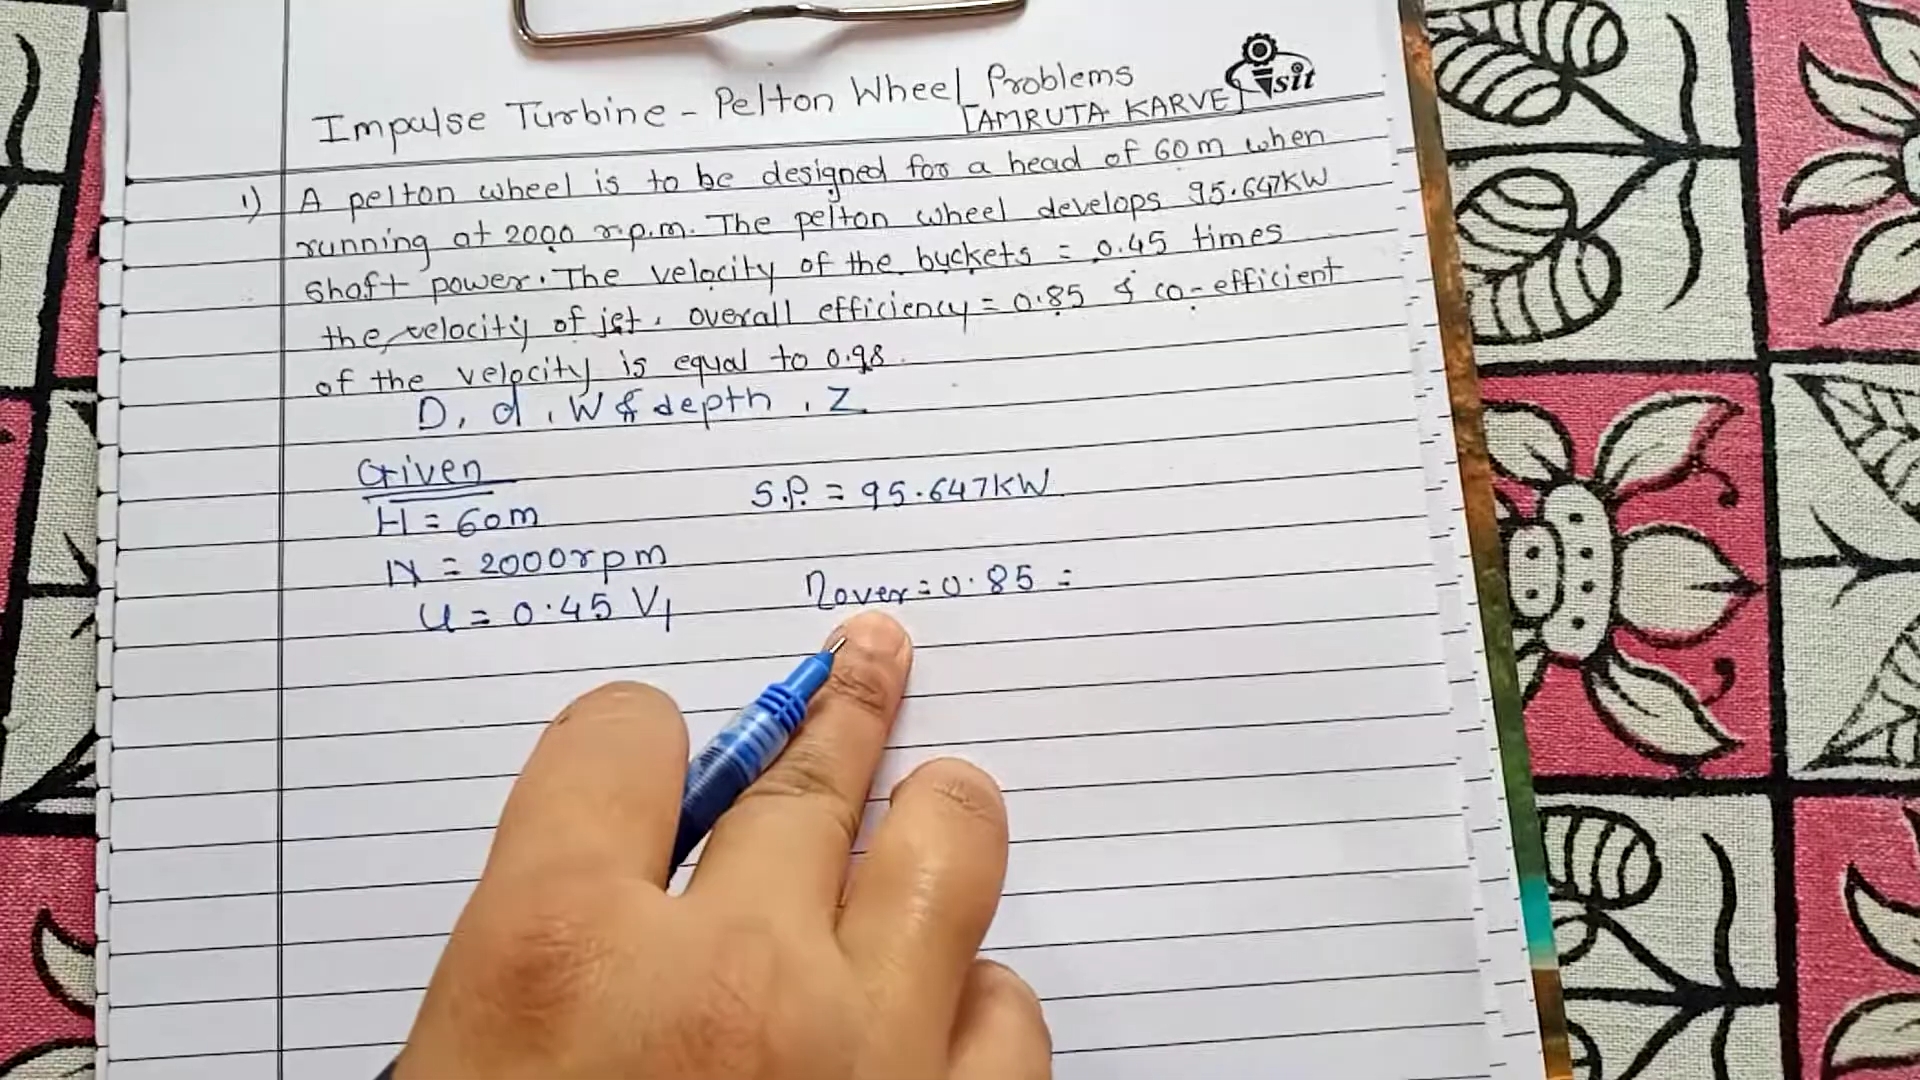 Impulse Turbine - Pelton Wheel Problems
[AMRUTA KARVE]
Vsit
1) A pelton wheel is to be designed for a head of 60m when
running at 2000 r.p.m. The pelton wheel develops 95.647KW
Shaft power. The velocity of the buckets = 0.45 times
the velocity of jet, overall efficiency = 0.85 & co-efficient
of the velocity is equal to 0.98.
D, d, W & depth, Z
Given
H = 60m
S.P. = 95.647KW
N = 2000rpm
ηover = 0.85 =
u = 0.45 V1